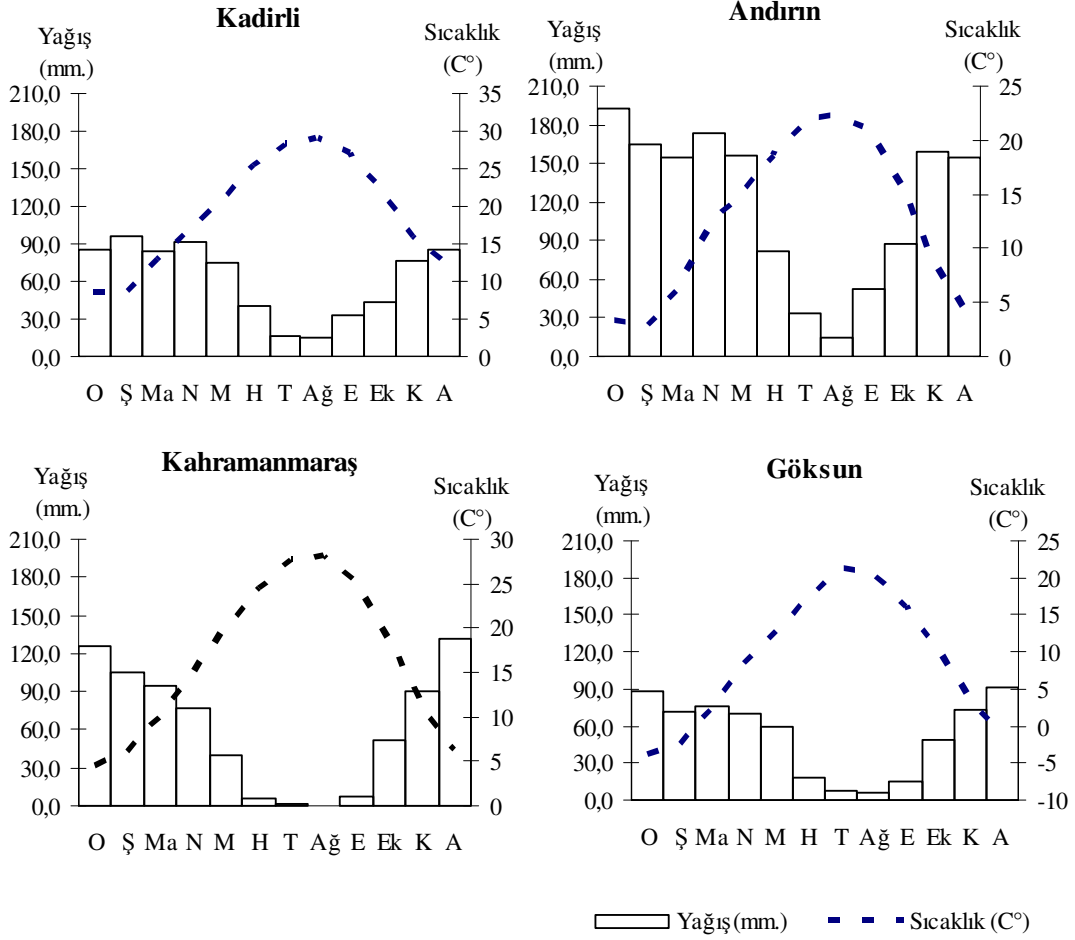 Kadirli
Yağış
(mm.)
Sıcaklık
(C°)
210,0
180,0
150,0
120,0
90,0
60,0
30,0
0,0
35
30
25
20
15
10
5
0
O Ş Ma N M H T Ağ E Ek K A
Andırın
Yağış
(mm.)
Sıcaklık
(C°)
210,0
180,0
150,0
120,0
90,0
60,0
30,0
0,0
25
20
15
10
5
0
O Ş Ma N M H T Ağ E Ek K A
Kahramanmaraş
Yağış
(mm.)
Sıcaklık
(C°)
210,0
180,0
150,0
120,0
90,0
60,0
30,0
0,0
30
25
20
15
10
5
0
O Ş Ma N M H T Ağ E Ek K A
Göksun
Yağış
(mm.)
Sıcaklık
(C°)
210,0
180,0
150,0
120,0
90,0
60,0
30,0
0,0
25
20
15
10
5
0
-5
-10
O Ş Ma N M H T Ağ E Ek K A
Yağış (mm.) Sıcaklık (C°)